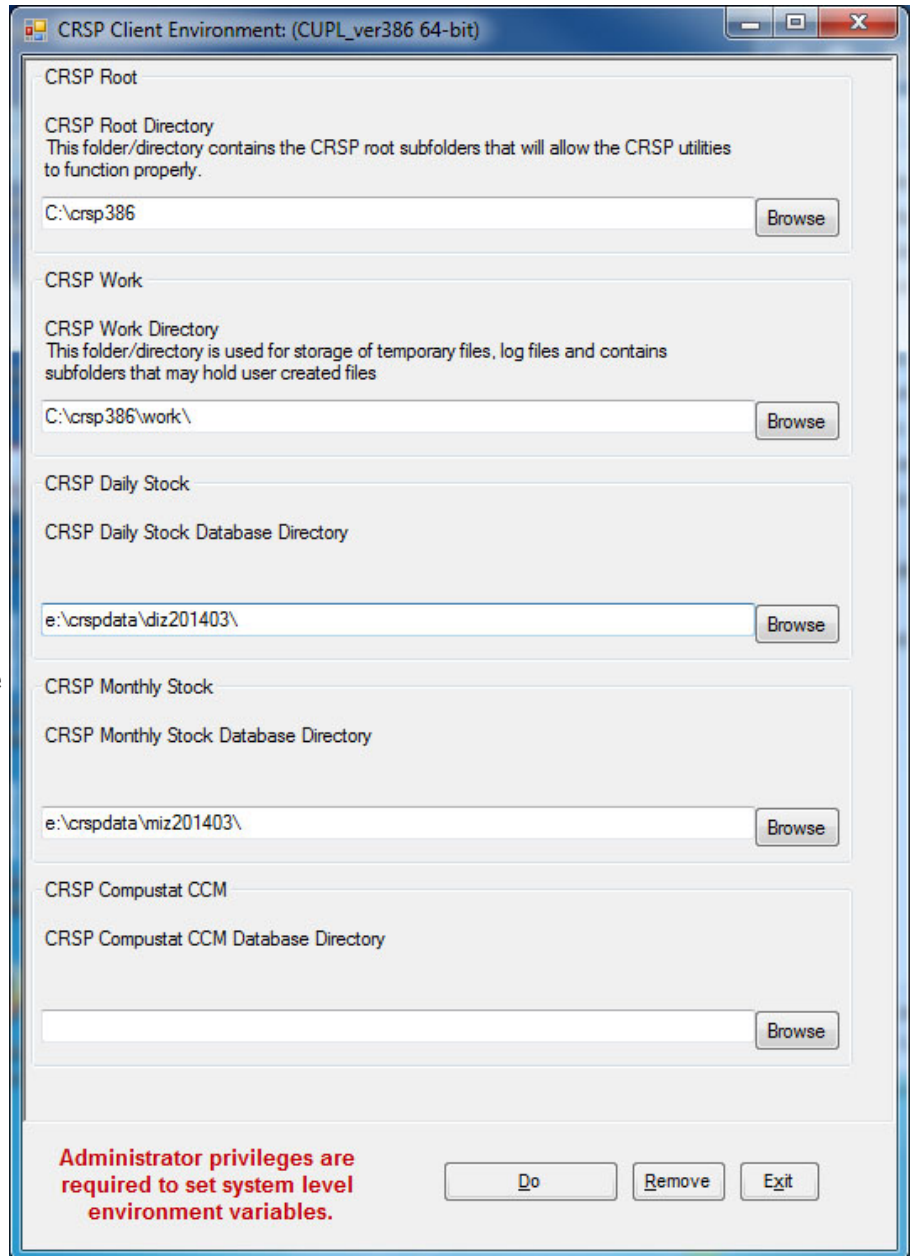 CRSP Client Environment: (CUPL_ver386 64-bit)
CRSP Root
CRSP Root Directory
This folder/directory contains the CRSP root subfolders that will allow the CRSP utilities
to function properly.
C:\crsp386
Browse
CRSP Work
CRSP Work Directory
This folder/directory is used for storage of temporary files, log files and contains
subfolders that may hold user created files
C:\crsp386\work\
Browse
CRSP Daily Stock
CRSP Daily Stock Database Directory
e:\crspdata\diz201403\
Browse
CRSP Monthly Stock
CRSP Monthly Stock Database Directory
e:\crspdata\miz201403\
Browse
CRSP Compustat CCM
CRSP Compustat CCM Database Directory
Browse
Administrator privileges are
required to set system level
environment variables.
Do
Remove
Exit